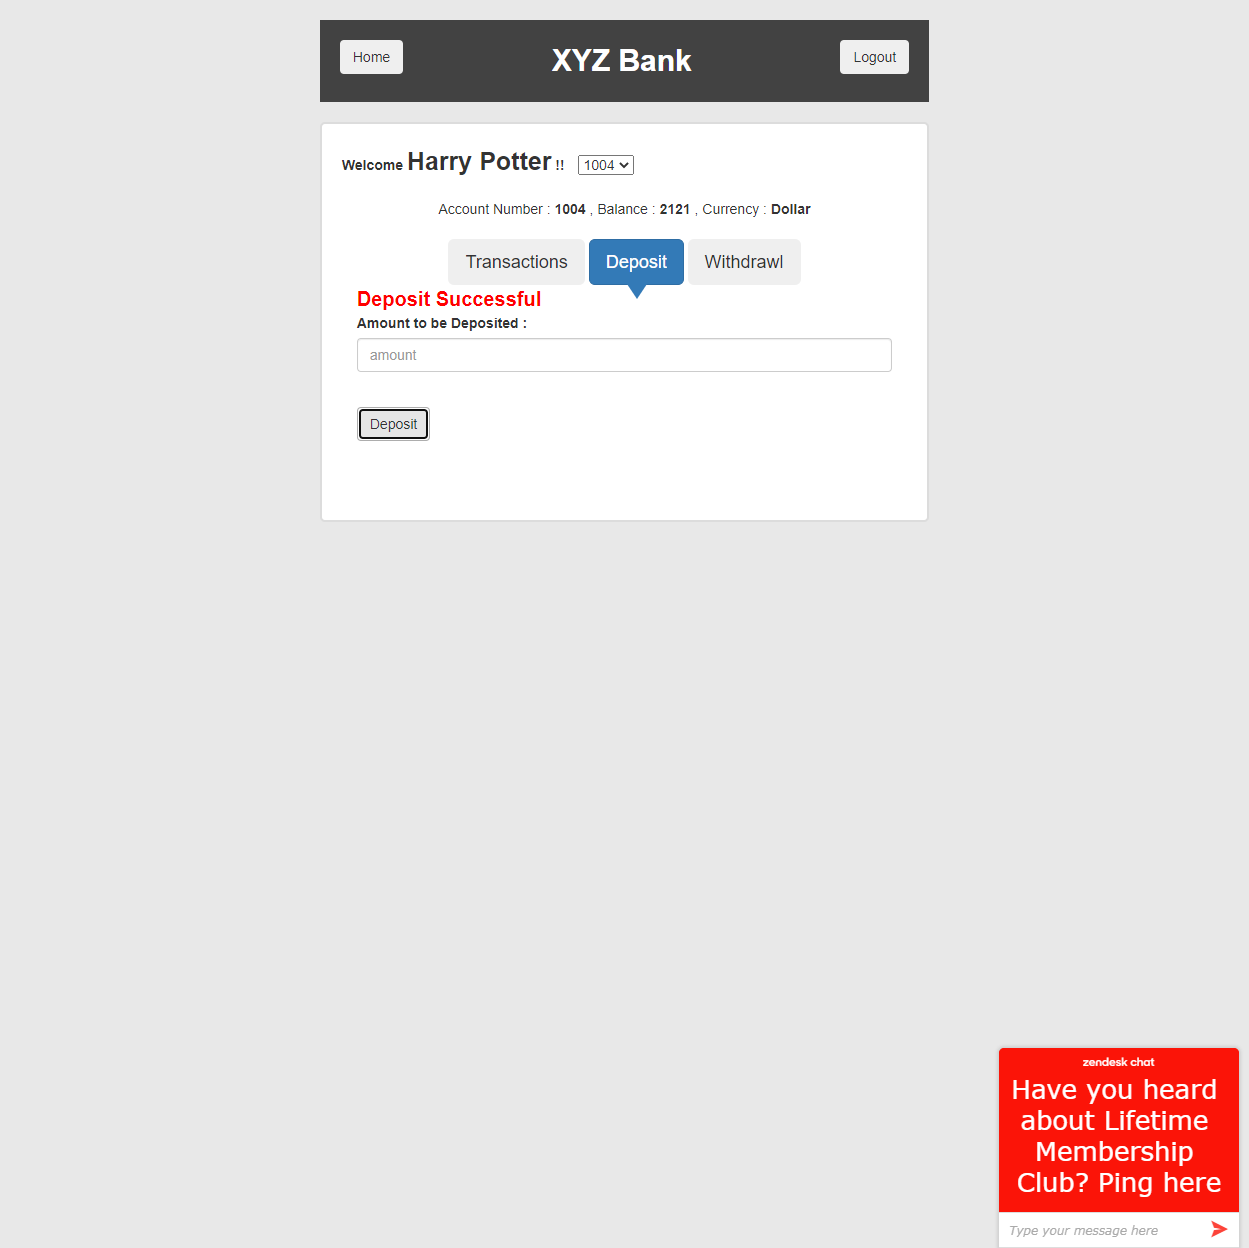 Home
XYZ Bank
Logout
Welcome Harry Potter !! 1004
Account Number : 1004 , Balance : 2121 , Currency : Dollar
Transactions Deposit Withdrawl
Deposit Successful
Amount to be Deposited :
amount
Deposit
zendesk chat
Have you heard
about Lifetime
Membership
Club? Ping here
Type your message here